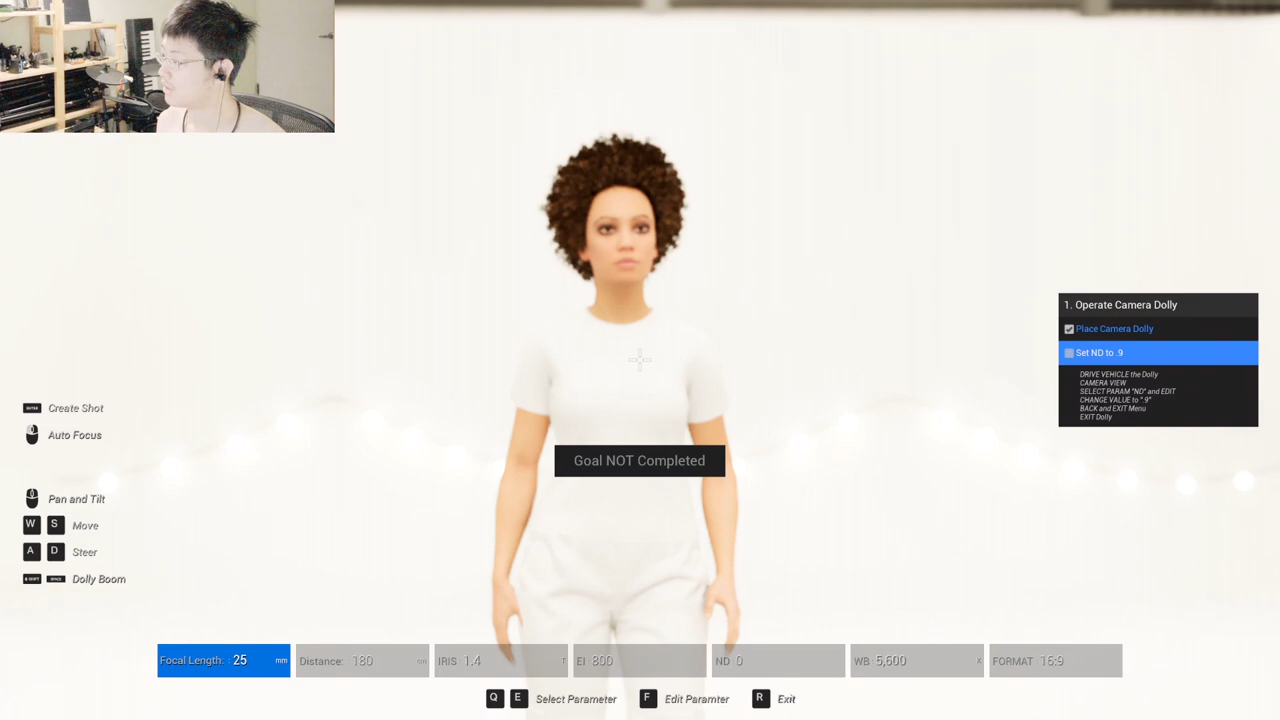 1. Operate Camera Dolly
Place Camera Dolly
Set ND to .9
DRIVE VEHICLE the Dolly
CAMERA VIEW
SELECT PARAM "ND" and EDIT
CHANGE VALUE to ".9"
BACK and EXIT Menu
EXIT Dolly
Create Shot
Auto Focus
Goal NOT Completed
Pan and Tilt
W S Move
A D Steer
Dolly Boom
Focal Length: 25 mm Distance: 180 cm IRIS 1.4 T EI 800 ND 0 WB 5,600 K FORMAT 16:9
Q E Select Parameter F Edit Paramter R Exit